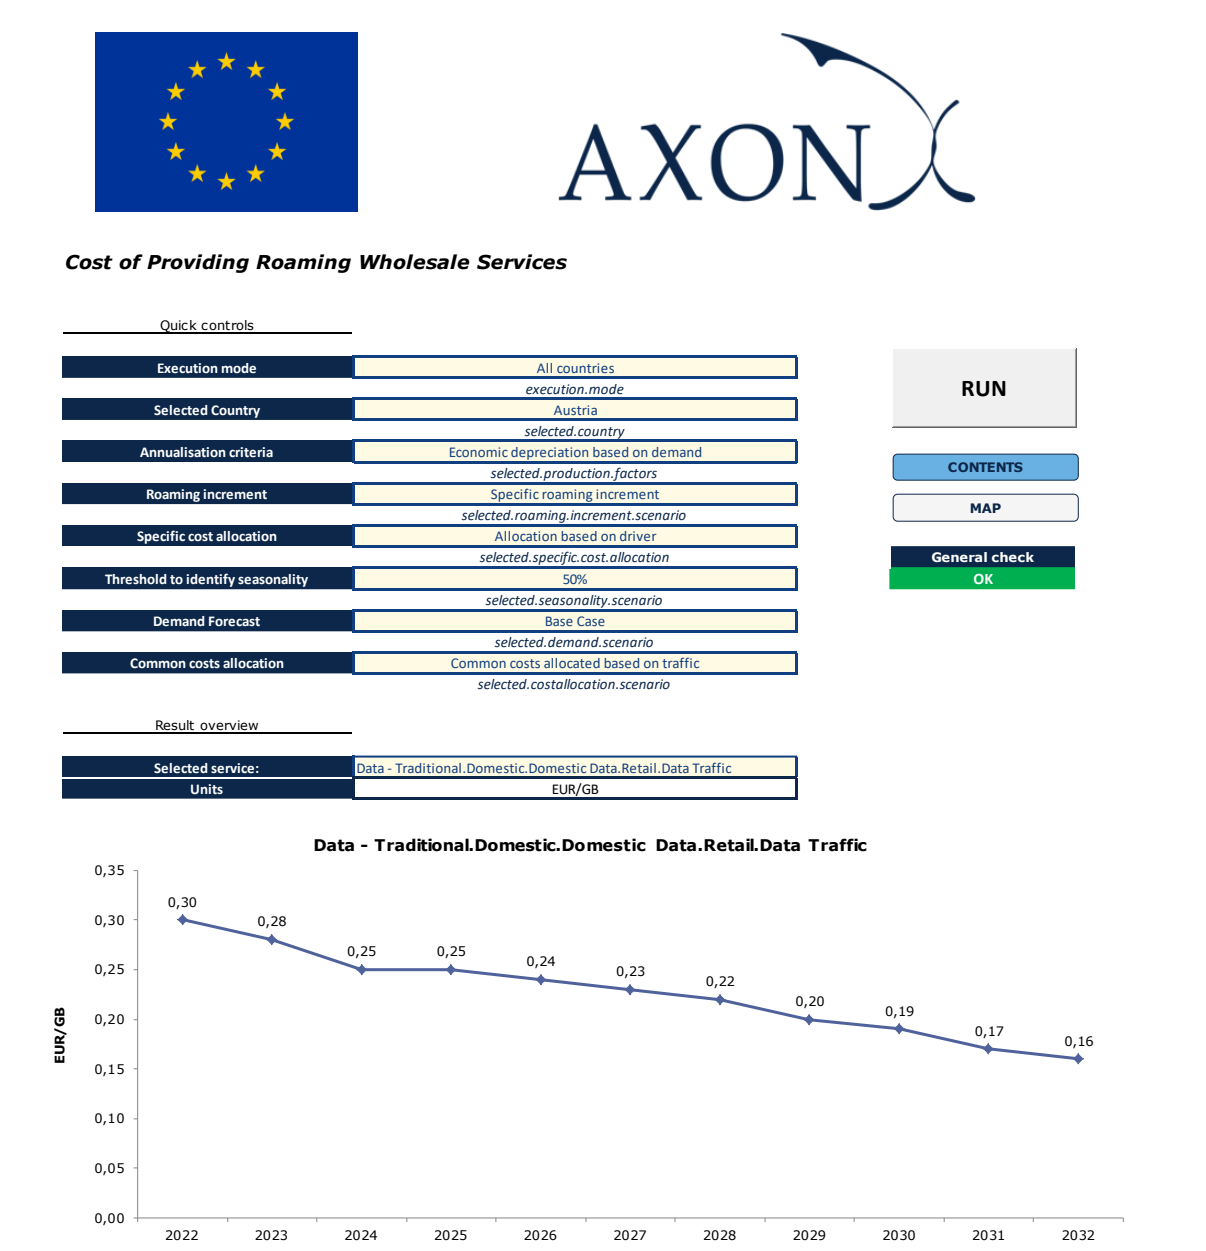 AXON
Cost of Providing Roaming Wholesale Services
Quick controls
Execution mode All countries
execution.mode
RUN
Selected Country Austria
selected.country
Annualisation criteria Economic depreciation based on demand
CONTENTS
selected.production.factors
Roaming increment Specific roaming increment
MAP
selected.roaming.increment.scenario
Specific cost allocation Allocation based on driver
selected.specific.cost.allocation General check
Threshold to identify seasonality 50% OK
selected.seasonality.scenario
Demand Forecast Base Case
selected.demand.scenario
Common costs allocation Common costs allocated based on traffic
selected.costallocation.scenario
Result overview
Selected service: Data - Traditional.Domestic.Domestic Data.Retail.Data Traffic
Units EUR/GB
Data - Traditional.Domestic.Domestic Data.Retail.Data Traffic
EUR/GB
0,35
0,30
0,25
0,20
0,15
0,10
0,05
0,00
0,30 0,28 0,25 0,25 0,24 0,23 0,22 0,20 0,19 0,17 0,16
2022 2023 2024 2025 2026 2027 2028 2029 2030 2031 2032